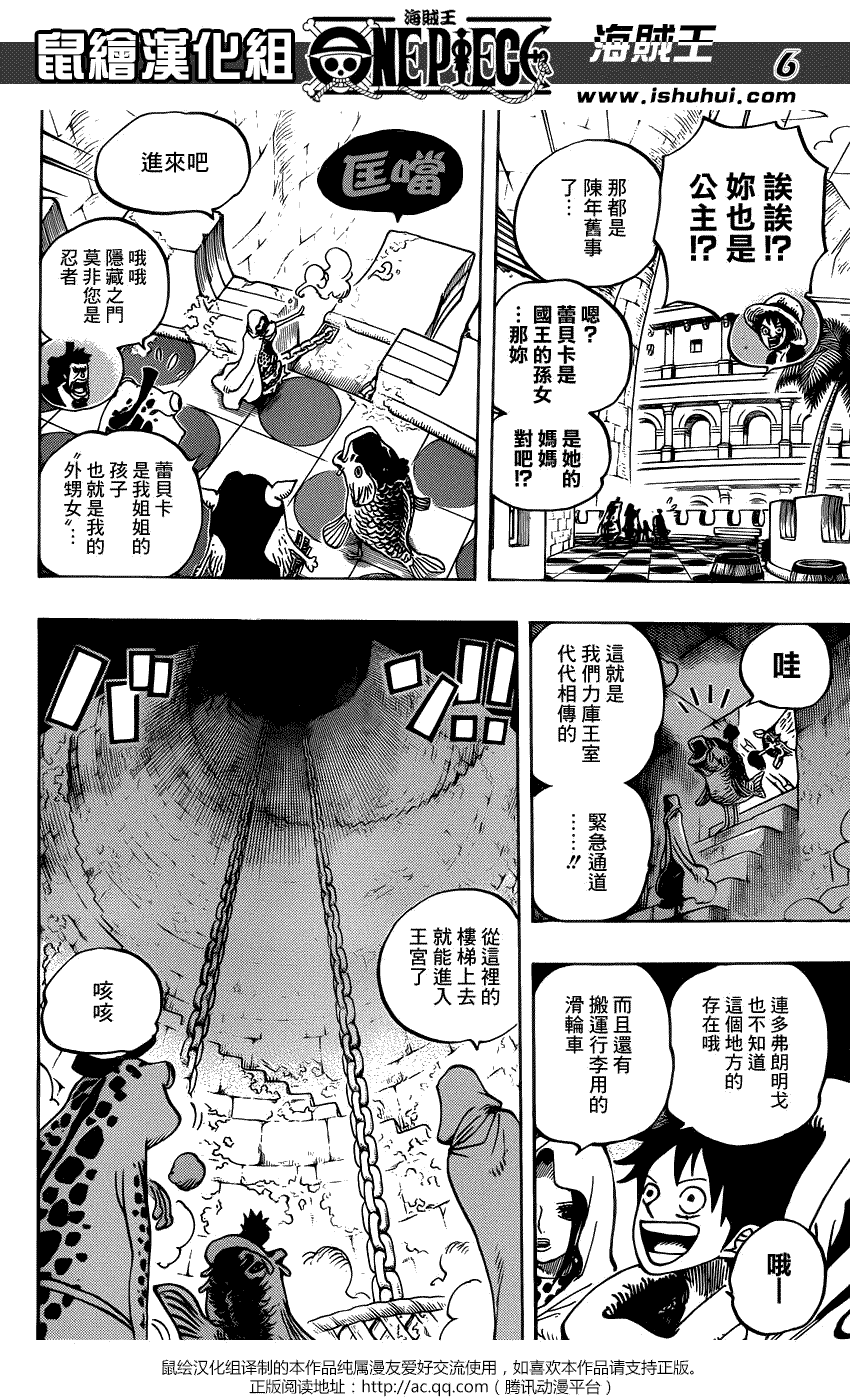 鼠繪漢化組
海賊王
ONE PIECE
海賊王
6
www.ishuhui.com
誒誒!?
妳也是
公主!?
那都是
陳年舊事
了…
嗯?
蕾貝卡是
國王的孫女
…那妳
是她的
媽媽
對吧!?
匡噹
進來吧
哦哦
隱藏之門
莫非您是
忍者
蕾貝卡
是我姐姐的
孩子
也就是我的
〝外甥女〞…
哇
這就是
我們力庫王室
代代相傳的
緊急通道
……!!
連多弗朗明戈
也不知道
這個地方的
存在哦
而且還有
搬運行李用的
滑輪車
哦—
從這裡的
樓梯上去
就能進入
王宮了
咳咳
鼠绘汉化组译制的本作品纯属漫友爱好交流使用，如喜欢本作品请支持正版。
正版阅读地址：http://ac.qq.com（腾讯动漫平台）